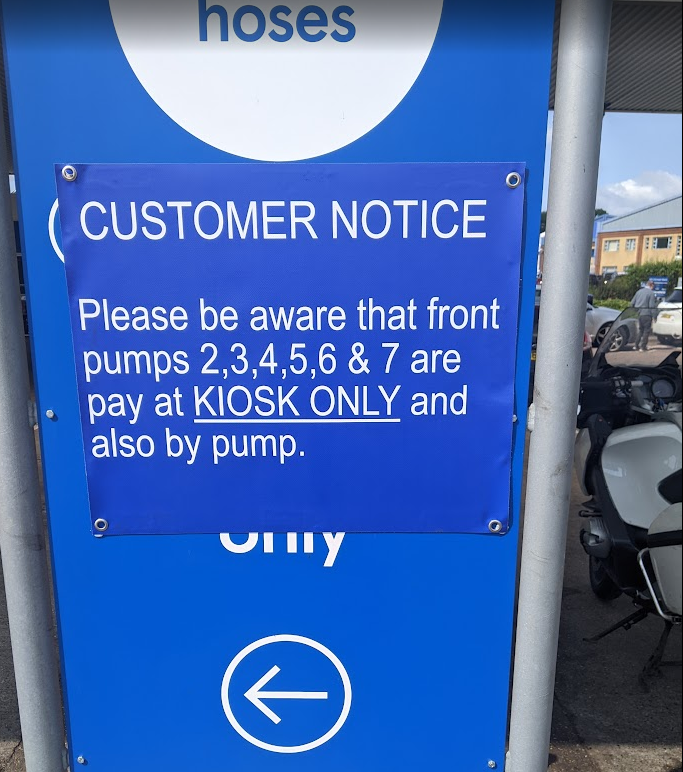 hoses
CUSTOMER NOTICE
Please be aware that front
pumps 2,3,4,5,6 & 7 are
pay at KIOSK ONLY and
also by pump.
only